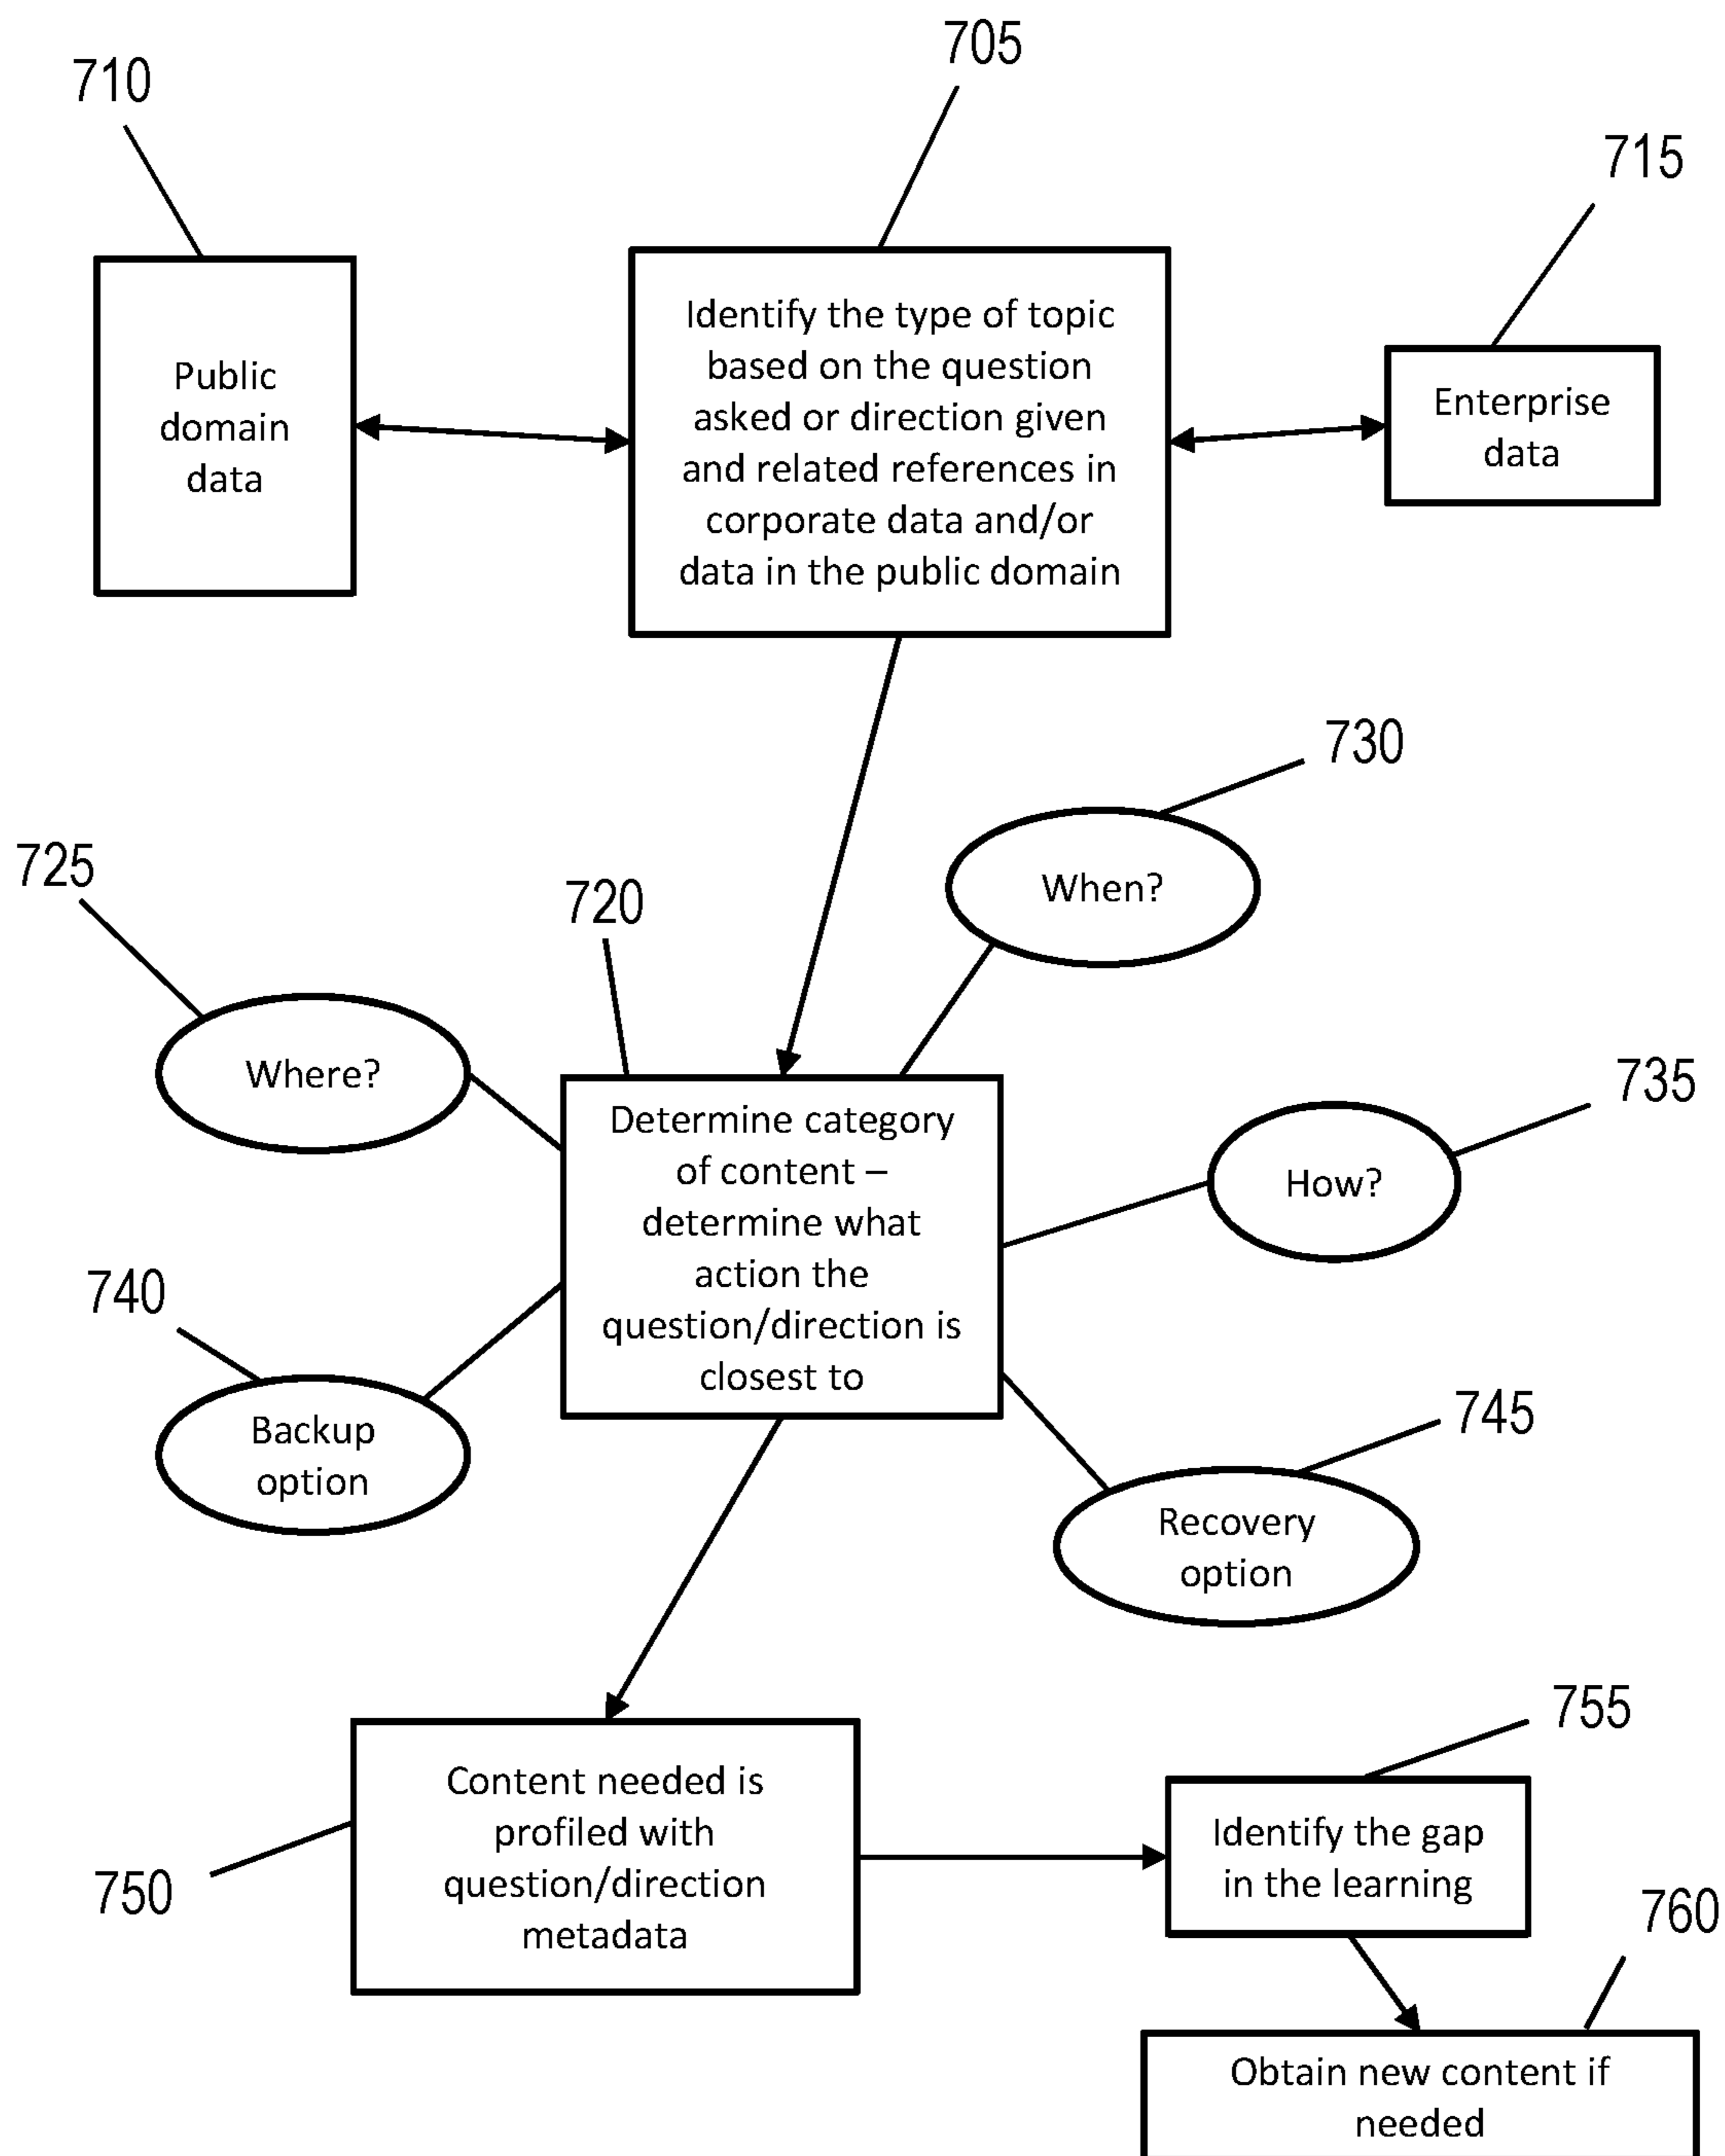 705
710
715
Public
domain
data
Identify the type of topic
based on the question
asked or direction given
and related references in
corporate data and/or
data in the public domain
Enterprise
data
730
When?
725
720
Where?
735
How?
Determine category
of content –
determine what
action the
question/direction is
closest to
740
Backup
option
745
Recovery
option
750
Content needed is
profiled with
question/direction
metadata
755
Identify the gap
in the learning
760
Obtain new content if
needed